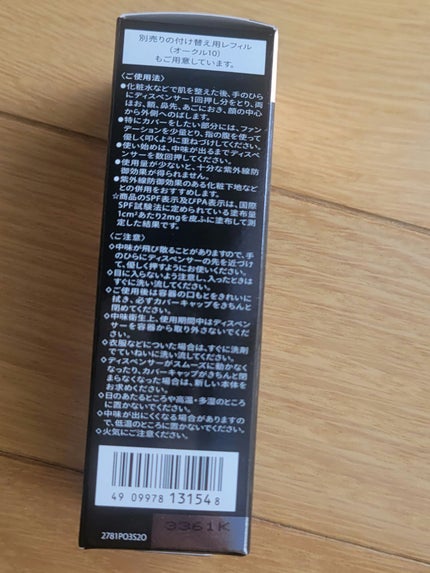 別売りの付け替え用レフィル
(オークル10)
もご用意しています。
〈ご使用法〉
●化粧水などで肌を整えた後、手のひ
らにディスペンサー1回押し分をとり、両
ほお、額、鼻先、あごにおき、顔の中心
から外側へのばします。
●特にカバーをしたい部分には、ファン
デーションを少量とり、指の腹を使って
優しく叩くように重ねづけしてください。
●使い始めは、中味が出るまでディスペ
ンサーを数回押してください。
●使用量が少ないと、十分な紫外線防
御効果が得られません。
●紫外線防御効果のある化粧下地など
との併用をおすすめします。
☆商品のSPF表示及びPA表示は、国際
SPF試験法に定められている塗布量
1cm²あたり2mgを皮ふに塗布して測
定した結果です。
〈ご注意〉
◇中味が飛び散ることがありますので、手
のひらにディスペンサーの先を近づけ
て、優しく押すようにお使いください。
◇目に入らないよう注意し、入ったときは
すぐに洗い流してください。
◇ご使用後は容器の口もとをきれいに
拭き、必ずカバーキャップをきちんと
閉めてください。
◇中味衛生上、使用期間中はディスペン
サーを容器から取り外さないでください。
◇衣服などについた場合は、すぐに洗剤
でていねいに洗い流してください。
◇ディスペンサーがスムーズに動かなく
なったり、カバーキャップがきちんと閉
まらなくなった場合は、新しい本体を
お求めください。
◇日のあたるところや高温・多湿のところ
に置かないでください。
◇中味が出にくくなる場合がありますの
で、低温のところに置かないでください。
◇火気にご注意ください。
4 909978 131548
3361K
2781P03S20